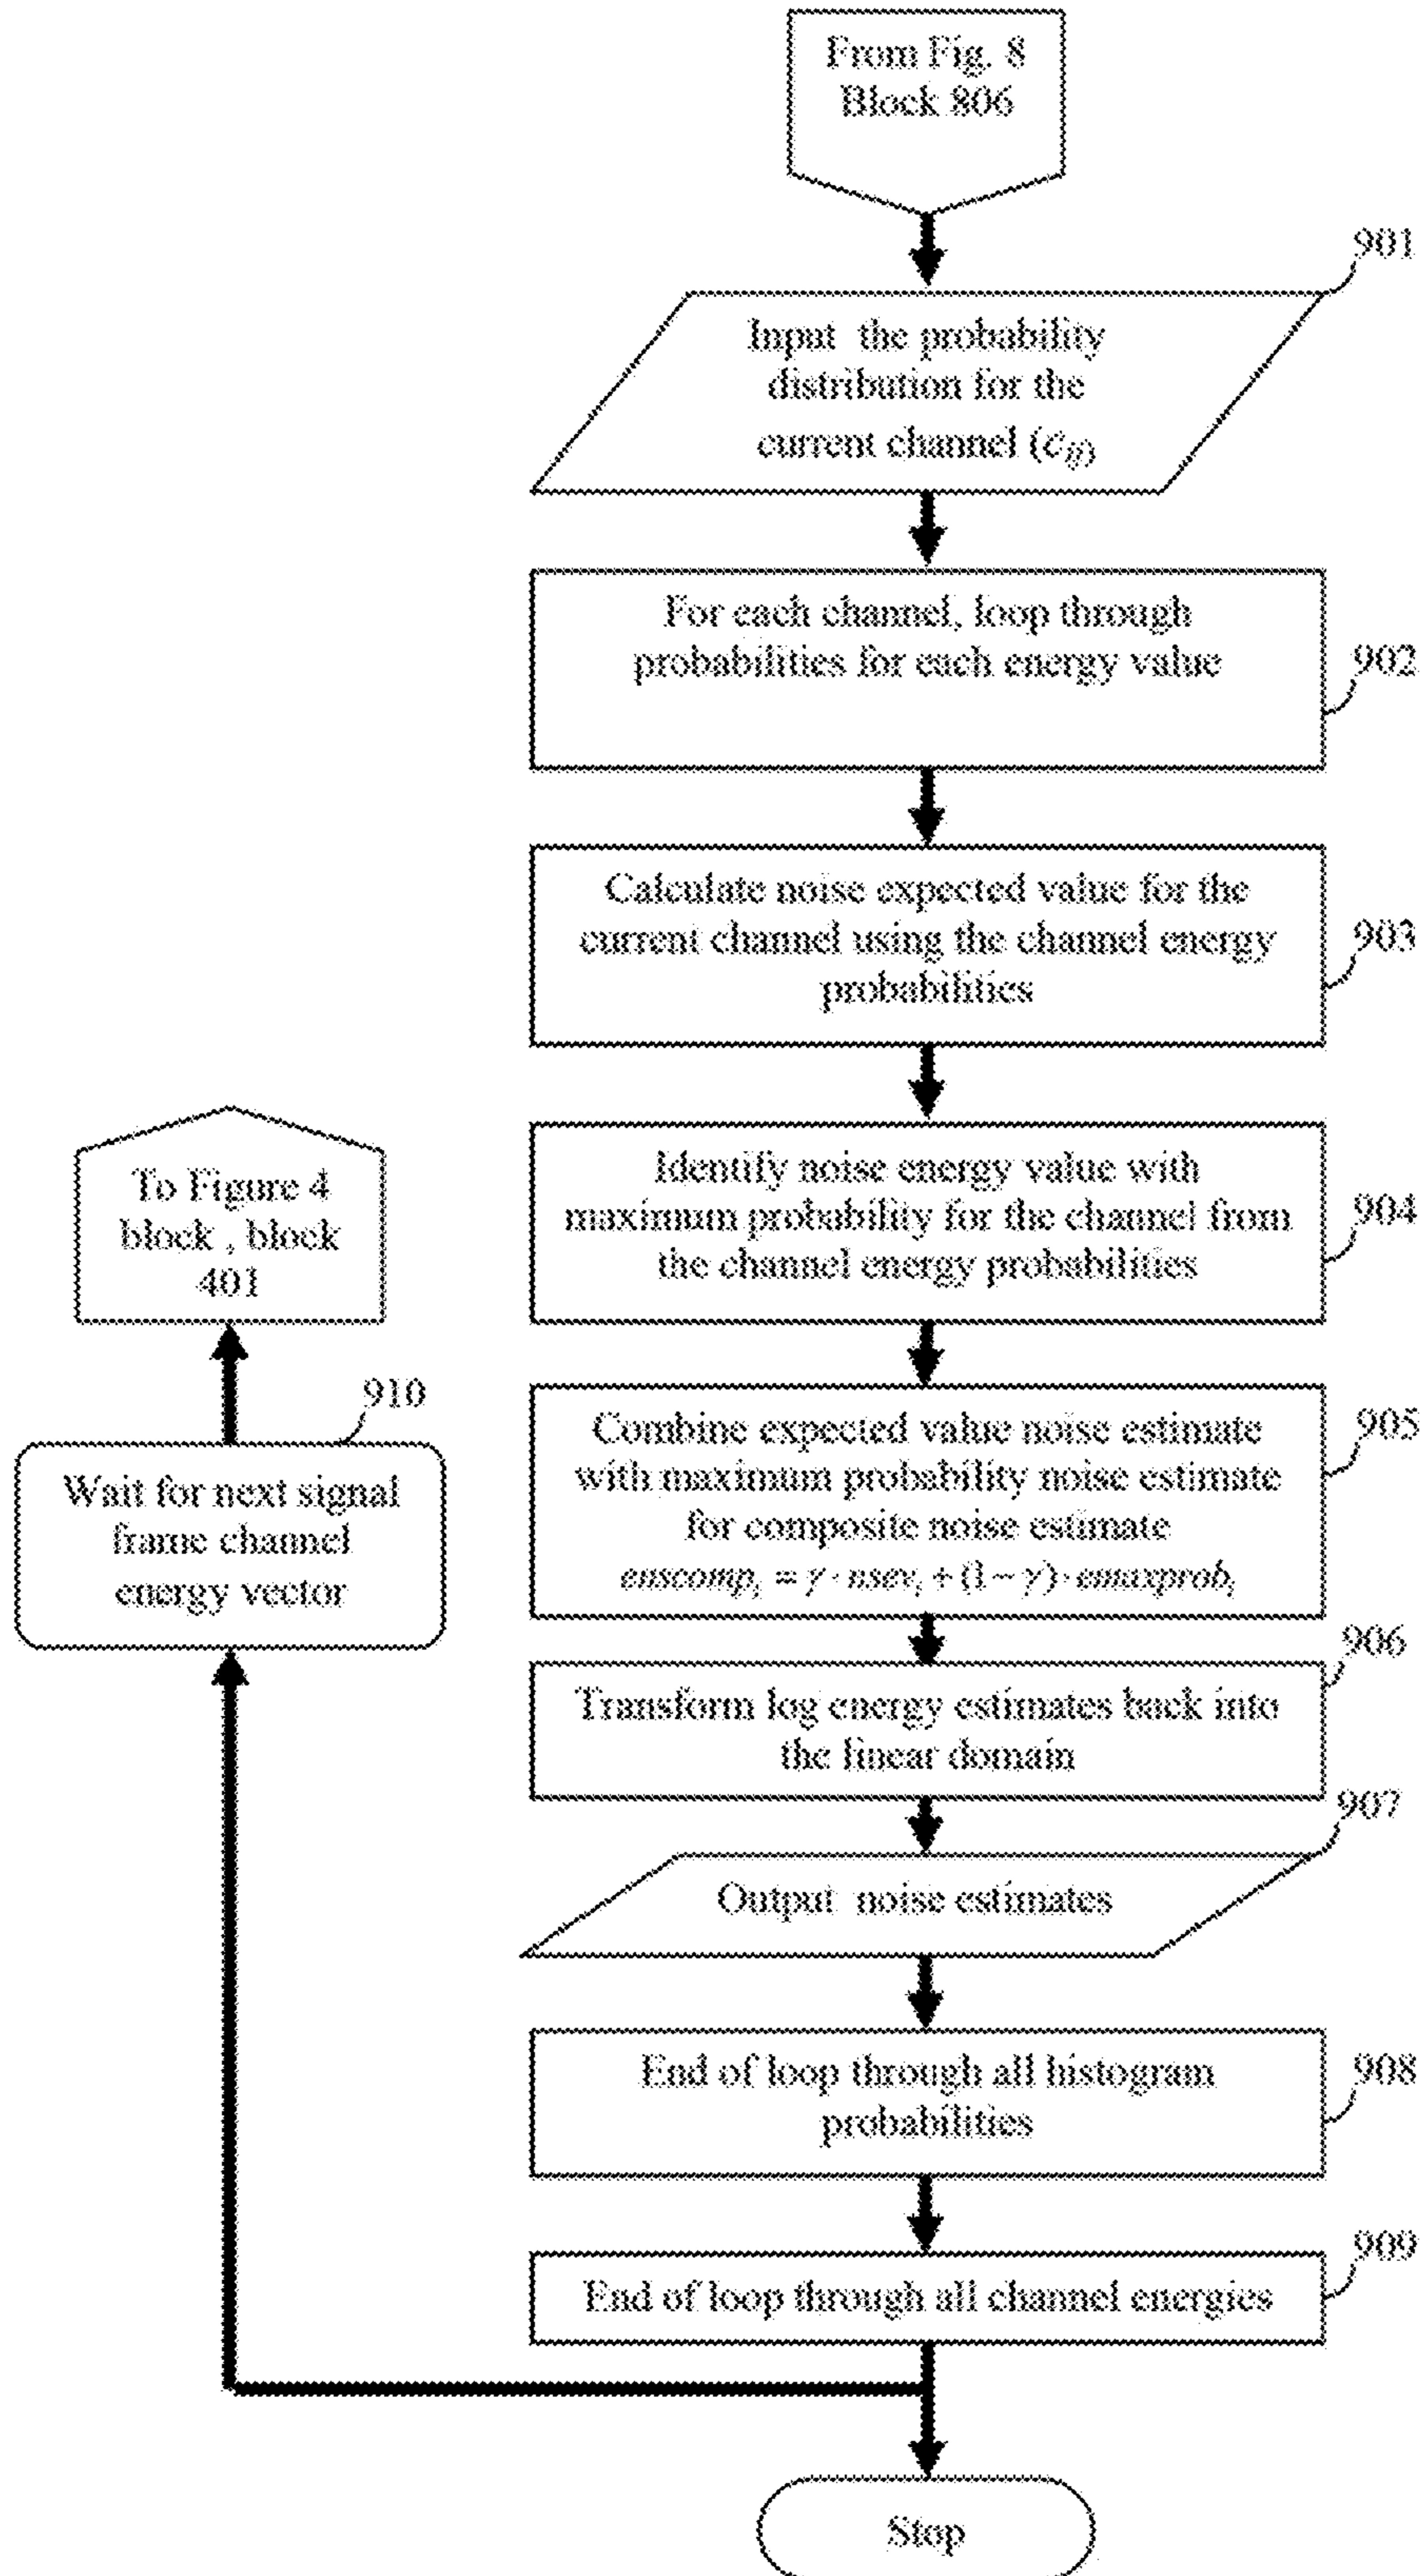 From Fig. 8
Block 806
901
Input the probability
distribution for the
current channel (c_ij)
For each channel, loop through
probabilities for each energy value
902
Calculate noise expected value for the
current channel using the channel energy
probabilities
903
Identify noise energy value with
maximum probability for the channel from
the channel energy probabilities
904
To Figure 4
block , block
401
910
Wait for next signal
frame channel
energy vector
Combine expected value noise estimate
with maximum probability noise estimate
for composite noise estimate
enscomp_i = γ · nsev_i + (1 − γ) · emaxprob_i
905
906
Transform log energy estimates back into
the linear domain
907
Output noise estimates
End of loop through all histogram
probabilities
908
909
End of loop through all channel energies
Stop